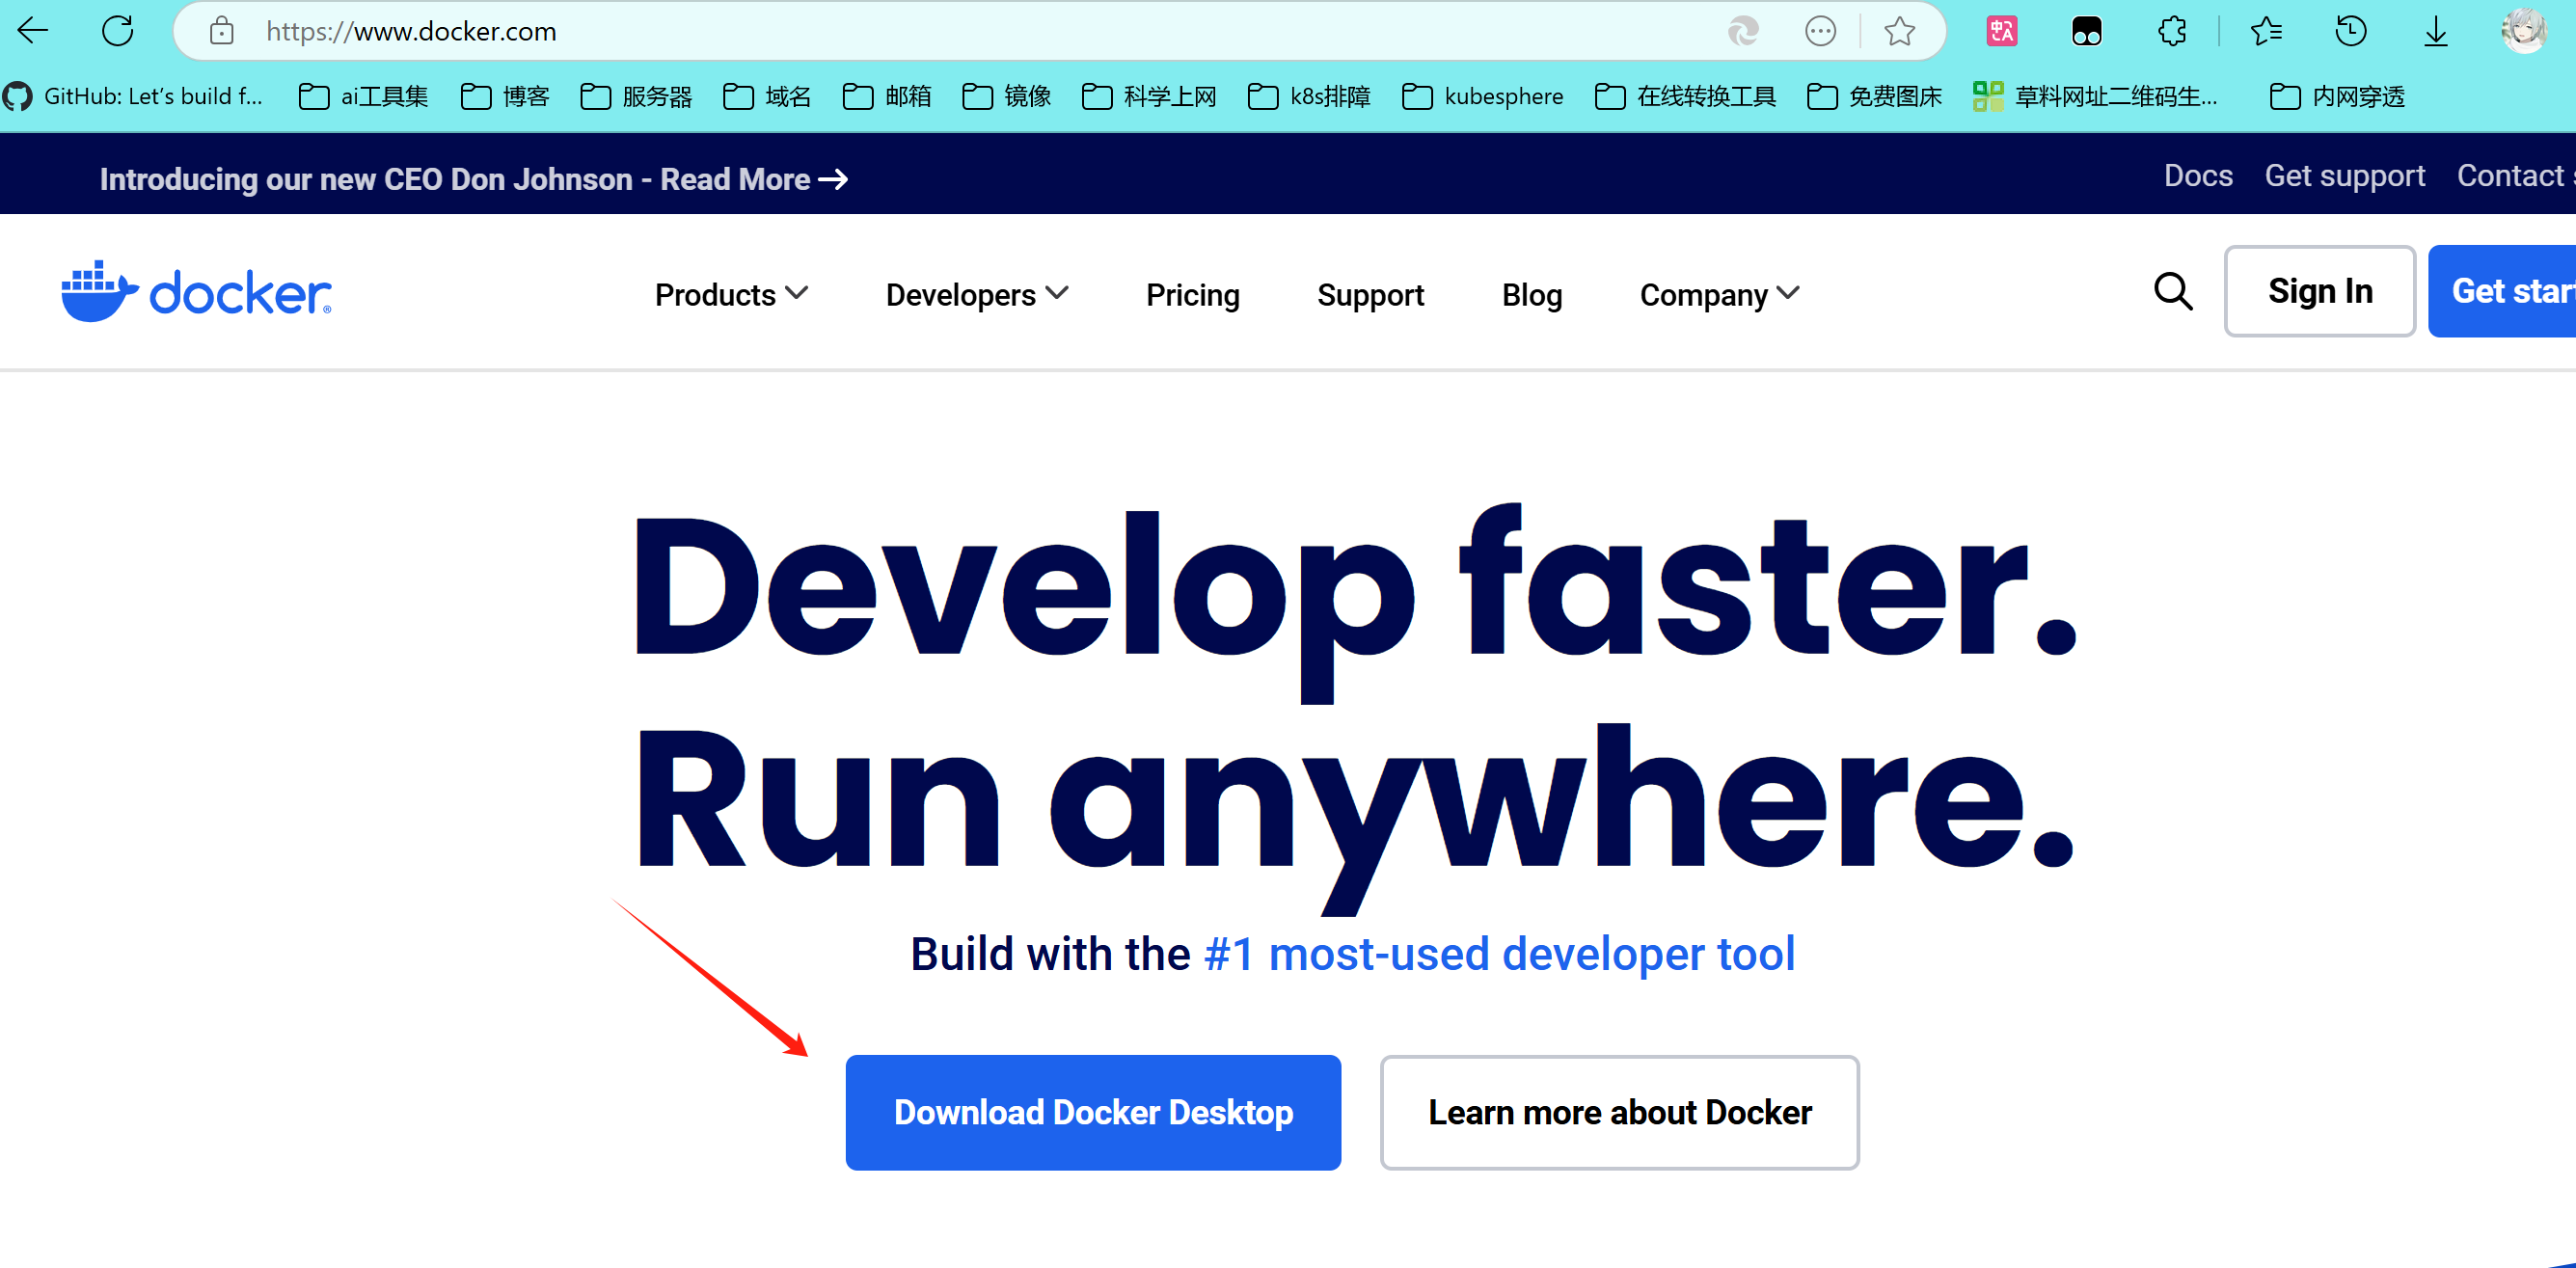 https://www.docker.com
GitHub: Let's build f... ai工具集 博客 服务器 域名 邮箱 镜像 科学上网 k8s排障 kubesphere 在线转换工具 免费图床 草料网址二维码生... 内网穿透
Introducing our new CEO Don Johnson - Read More → Docs Get support Contact
docker Products Developers Pricing Support Blog Company Sign In Get star
Develop faster.
Run anywhere.
Build with the #1 most-used developer tool
Download Docker Desktop Learn more about Docker